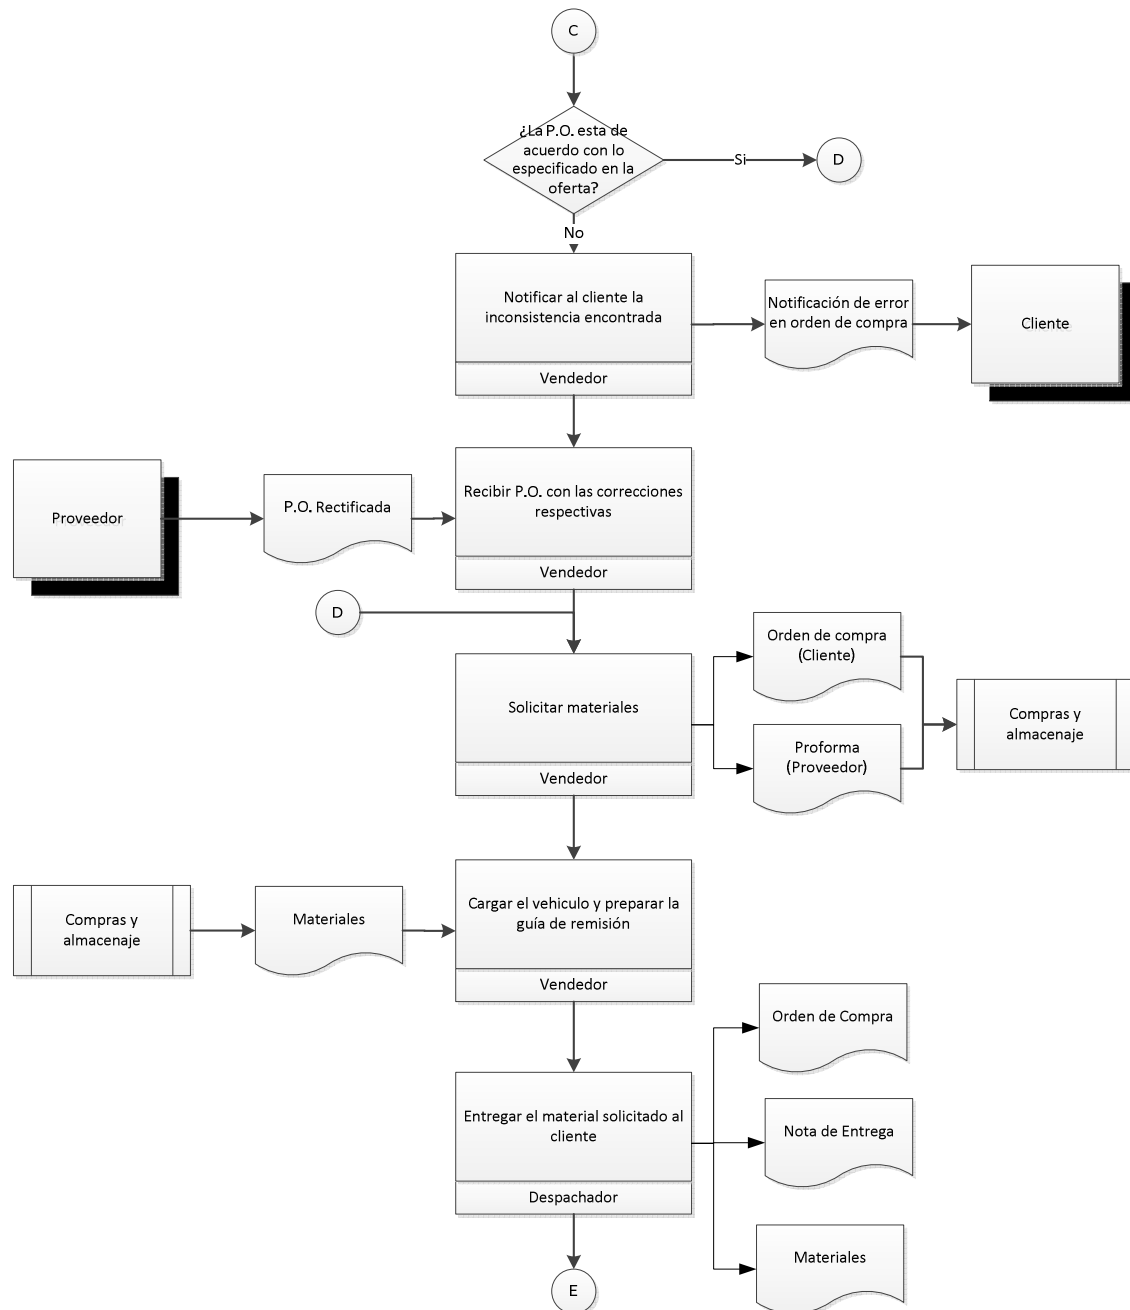 C
¿La P.O. esta de
acuerdo con lo
especificado en la
oferta?
Si
D
No
Notificar al cliente la
inconsistencia encontrada
Vendedor
Notificación de error
en orden de compra
Cliente
Proveedor
P.O. Rectificada
Recibir P.O. con las correcciones
respectivas
Vendedor
D
Solicitar materiales
Vendedor
Orden de compra
(Cliente)
Proforma
(Proveedor)
Compras y
almacenaje
Compras y
almacenaje
Materiales
Cargar el vehiculo y preparar la
guía de remisión
Vendedor
Entregar el material solicitado al
cliente
Despachador
Orden de Compra
Nota de Entrega
Materiales
E